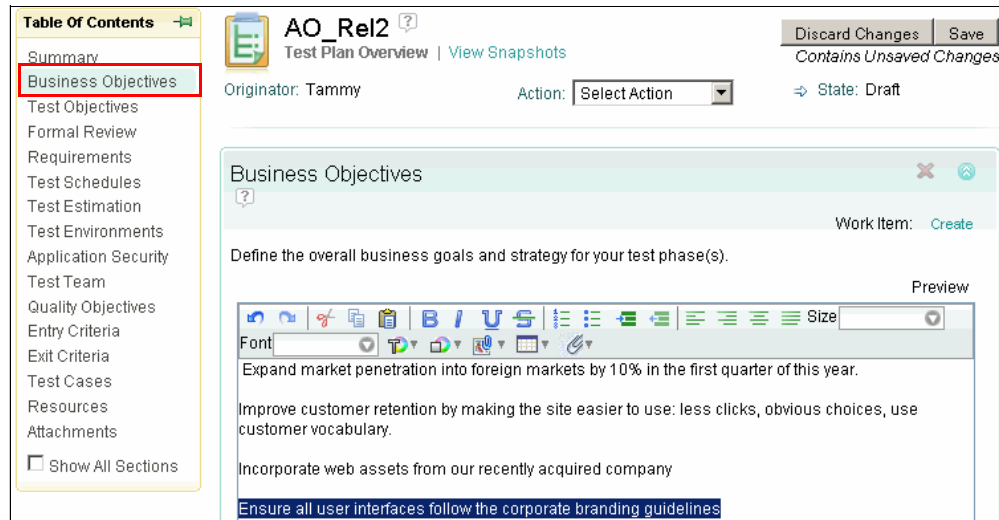 Table Of Contents
Summary
Business Objectives
Test Objectives
Formal Review
Requirements
Test Schedules
Test Estimation
Test Environments
Application Security
Test Team
Quality Objectives
Entry Criteria
Exit Criteria
Test Cases
Resources
Attachments
Show All Sections
AO_Rel2 ?
Test Plan Overview | View Snapshots
Discard Changes Save
Contains Unsaved Changes
Originator: Tammy
Action: Select Action
State: Draft
Business Objectives
?
Work Item: Create
Define the overall business goals and strategy for your test phase(s).
Preview
B I U S Size
Font
Expand market penetration into foreign markets by 10% in the first quarter of this year.
Improve customer retention by making the site easier to use: less clicks, obvious choices, use
customer vocabulary.
Incorporate web assets from our recently acquired company
Ensure all user interfaces follow the corporate branding guidelines